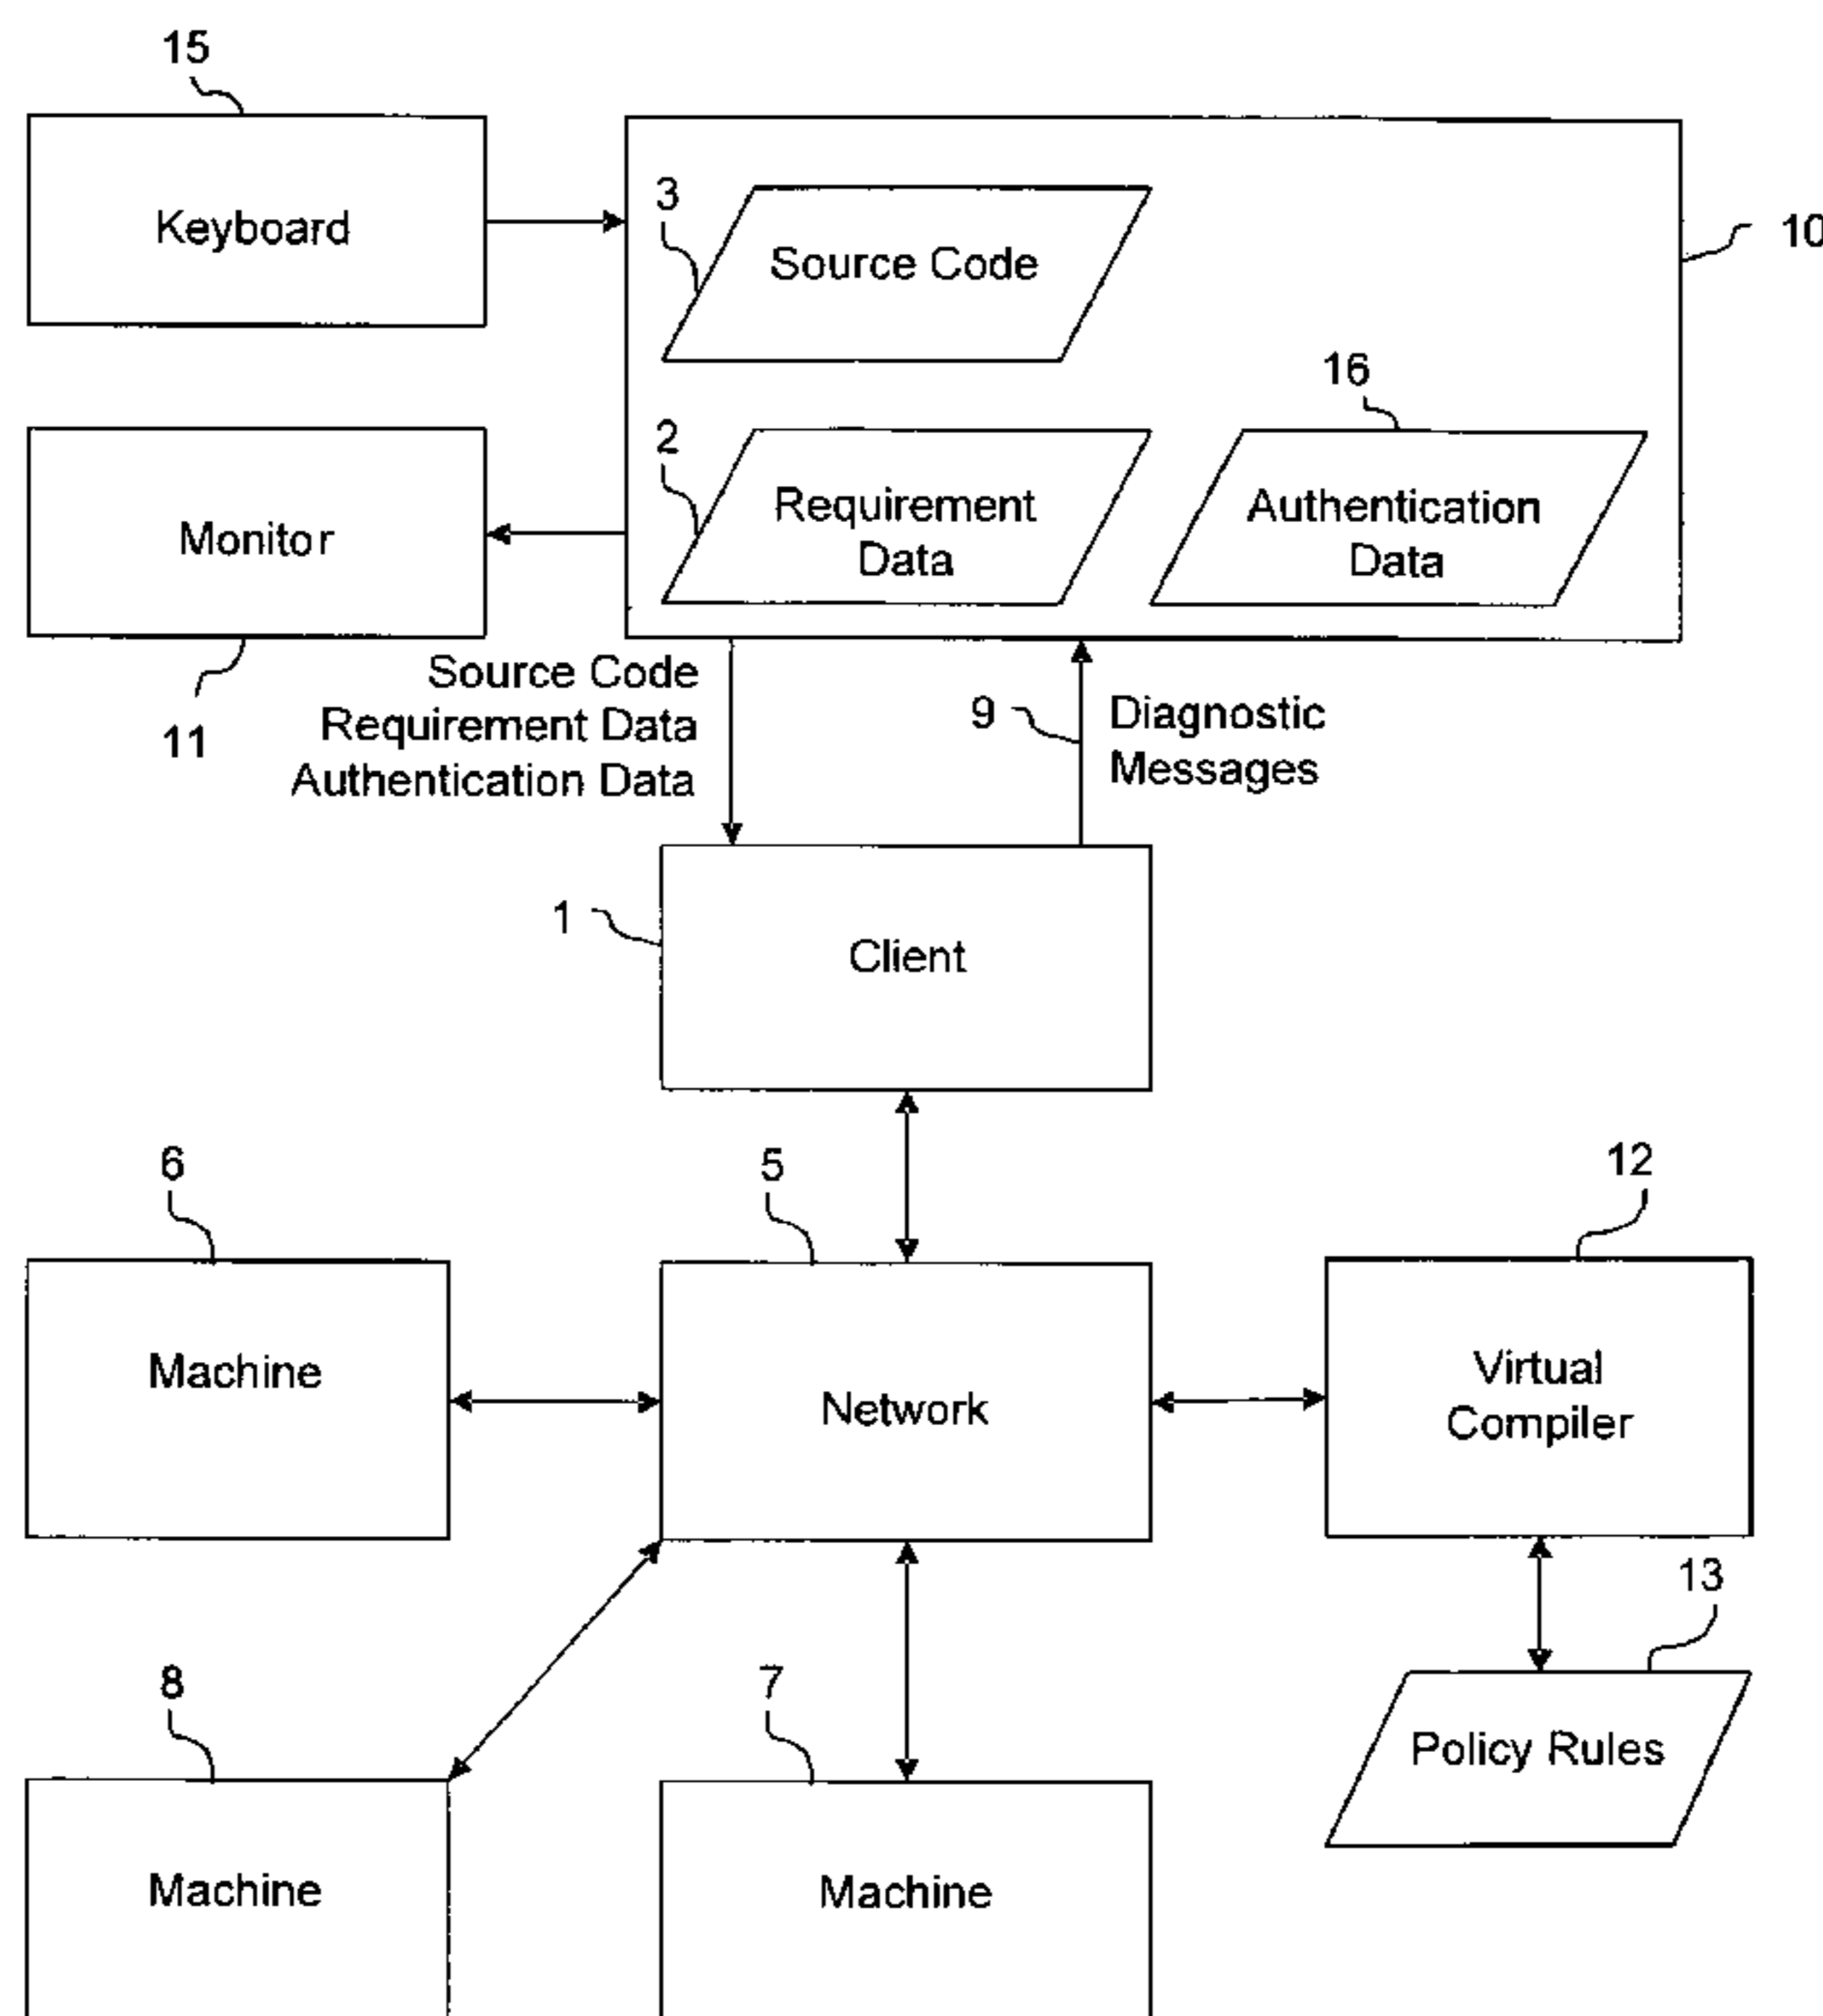 15
Keyboard
10
3
Source Code
16
2
Requirement
Data
Authentication
Data
Monitor
11
Source Code
Requirement Data
Authentication Data
9
Diagnostic
Messages
1
Client
6
5
12
Machine
Network
Virtual
Compiler
13
8
7
Policy Rules
Machine
Machine